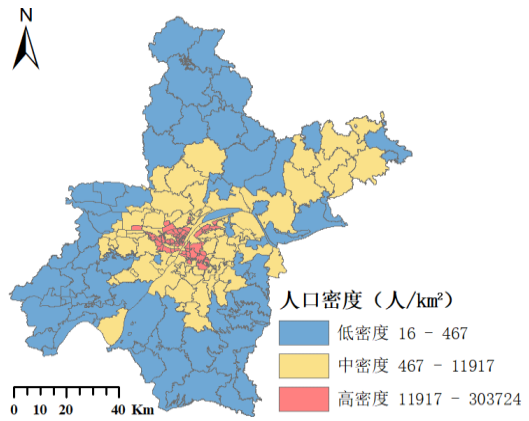 N
人口密度（人/km²）
低密度 16 - 467
中密度 467 - 11917
高密度 11917 - 303724
0 10 20 40 Km